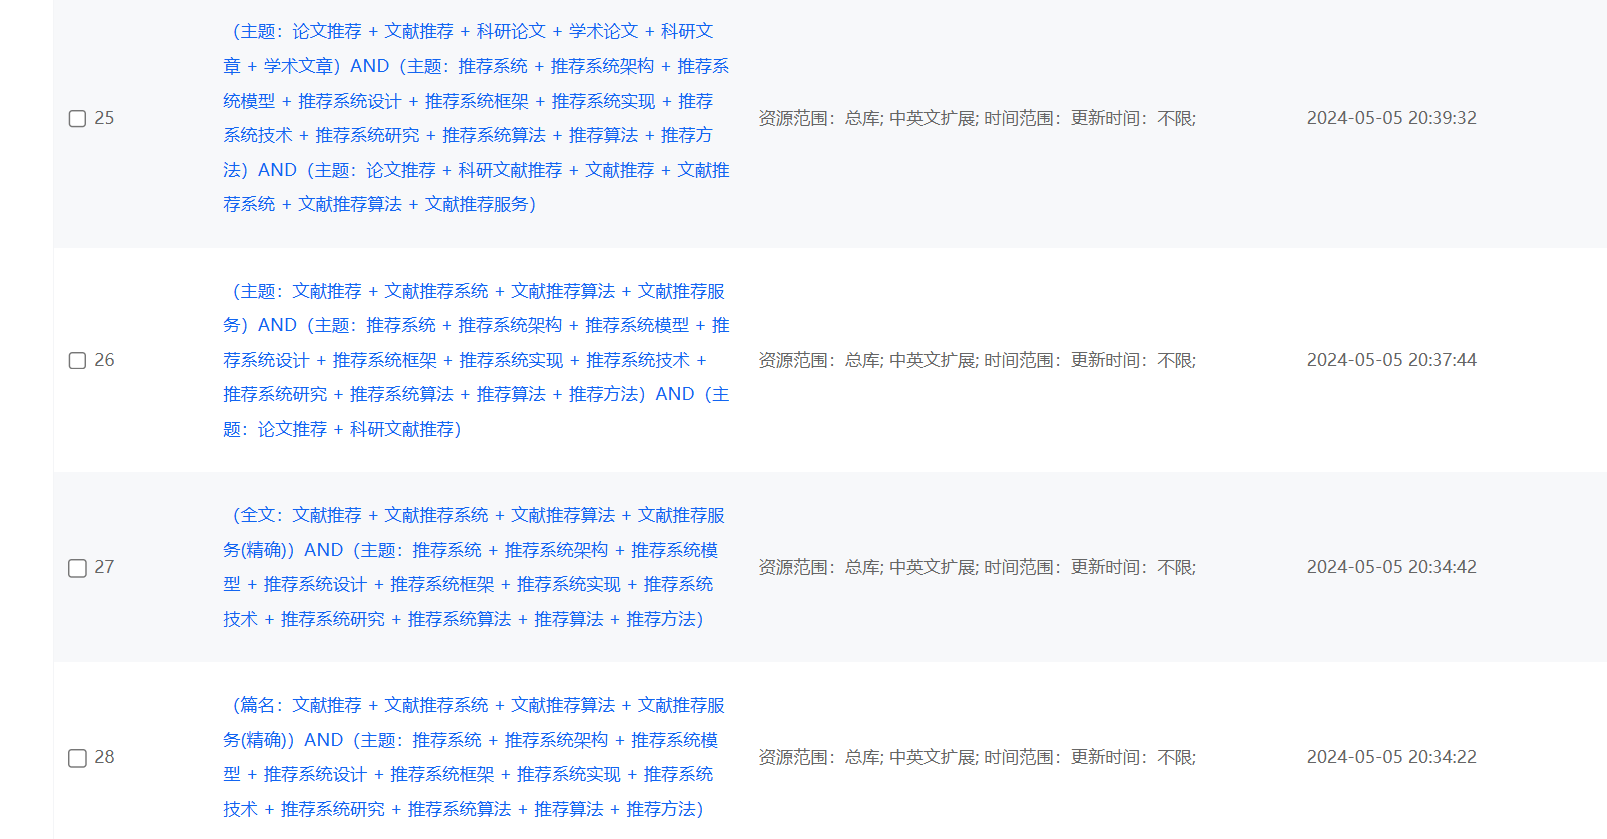 （主题：论文推荐 + 文献推荐 + 科研论文 + 学术论文 + 科研文
章 + 学术文章）AND（主题：推荐系统 + 推荐系统架构 + 推荐系
统模型 + 推荐系统设计 + 推荐系统框架 + 推荐系统实现 + 推荐
系统技术 + 推荐系统研究 + 推荐系统算法 + 推荐算法 + 推荐方
法）AND（主题：论文推荐 + 科研文献推荐 + 文献推荐 + 文献推
荐系统 + 文献推荐算法 + 文献推荐服务）
25
资源范围：总库; 中英文扩展; 时间范围：更新时间：不限;
2024-05-05 20:39:32
（主题：文献推荐 + 文献推荐系统 + 文献推荐算法 + 文献推荐服
务）AND（主题：推荐系统 + 推荐系统架构 + 推荐系统模型 + 推
荐系统设计 + 推荐系统框架 + 推荐系统实现 + 推荐系统技术 +
推荐系统研究 + 推荐系统算法 + 推荐算法 + 推荐方法）AND（主
题：论文推荐 + 科研文献推荐）
26
资源范围：总库; 中英文扩展; 时间范围：更新时间：不限;
2024-05-05 20:37:44
（全文：文献推荐 + 文献推荐系统 + 文献推荐算法 + 文献推荐服
务(精确)）AND（主题：推荐系统 + 推荐系统架构 + 推荐系统模
型 + 推荐系统设计 + 推荐系统框架 + 推荐系统实现 + 推荐系统
技术 + 推荐系统研究 + 推荐系统算法 + 推荐算法 + 推荐方法）
27
资源范围：总库; 中英文扩展; 时间范围：更新时间：不限;
2024-05-05 20:34:42
（篇名：文献推荐 + 文献推荐系统 + 文献推荐算法 + 文献推荐服
务(精确)）AND（主题：推荐系统 + 推荐系统架构 + 推荐系统模
型 + 推荐系统设计 + 推荐系统框架 + 推荐系统实现 + 推荐系统
技术 + 推荐系统研究 + 推荐系统算法 + 推荐算法 + 推荐方法）
28
资源范围：总库; 中英文扩展; 时间范围：更新时间：不限;
2024-05-05 20:34:22